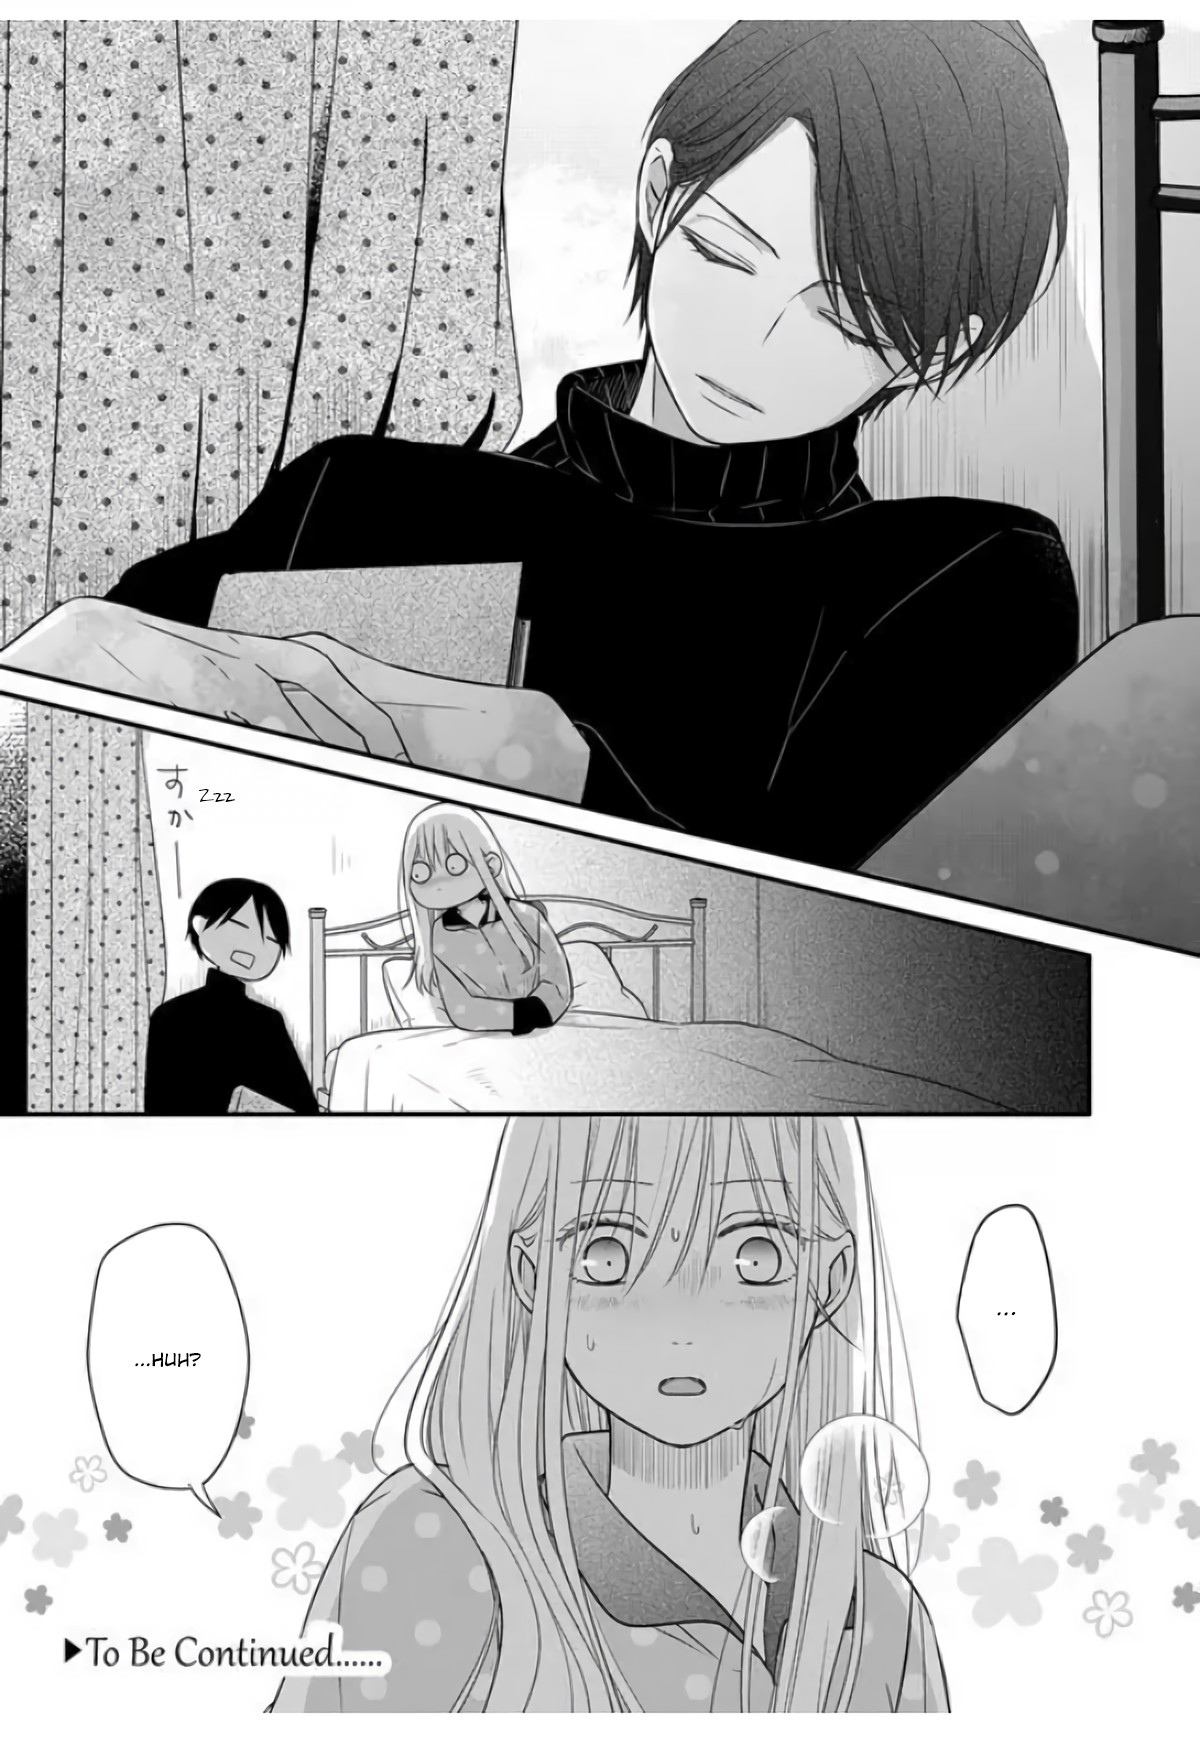 すかー
Zzz
...
...HUH?
▶To Be Continued......